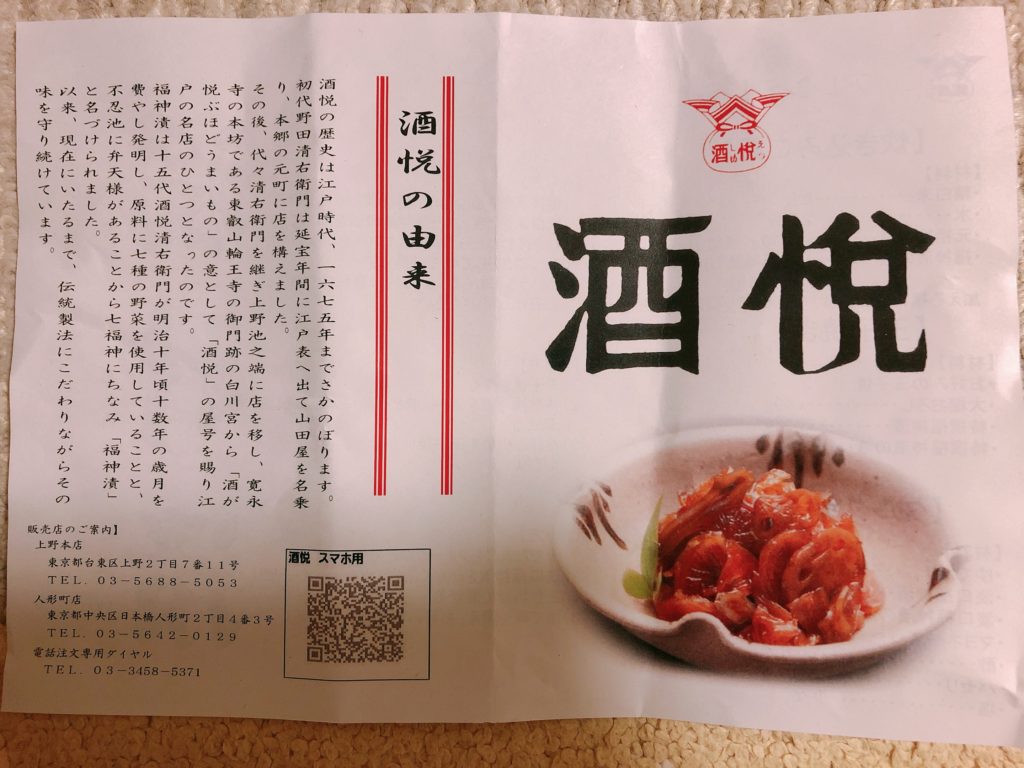 酒悦
しゅ
えつ
酒悦
酒悦の由来
酒悦の歴史は江戸時代、一六七五年までさかのぼります。
初代野田清右衛門は延宝年間に江戸表へ出て山田屋を名乗
り、本郷の元町に店を構えました。
その後、代々清右衛門を継ぎ上野池之端に店を移し、寛永
寺の本坊である東叡山輪王寺の御門跡の白川宮から「酒が
悦ぶほどうまいもの」の意として「酒悦」の屋号を賜り江
戸の名店のひとつとなったのです。
福神漬は十五代酒悦清右衛門が明治十年頃十数年の歳月を
費やし発明し、原料に七種の野菜を使用していることと、
不忍池に弁天様があることから七福神にちなみ「福神漬」
と名づけられました。
以来、現在にいたるまで、伝統製法にこだわりながらその
味を守り続けています。
販売店のご案内】
上野本店
東京都台東区上野２丁目７番１１号
ＴＥＬ．０３－５６８８－５０５３
人形町店
東京都中央区日本橋人形町２丁目４番３号
ＴＥＬ．０３－５６４２－０１２９
電話注文専用ダイヤル
ＴＥＬ．０３－3458－5371
酒悦 スマホ用